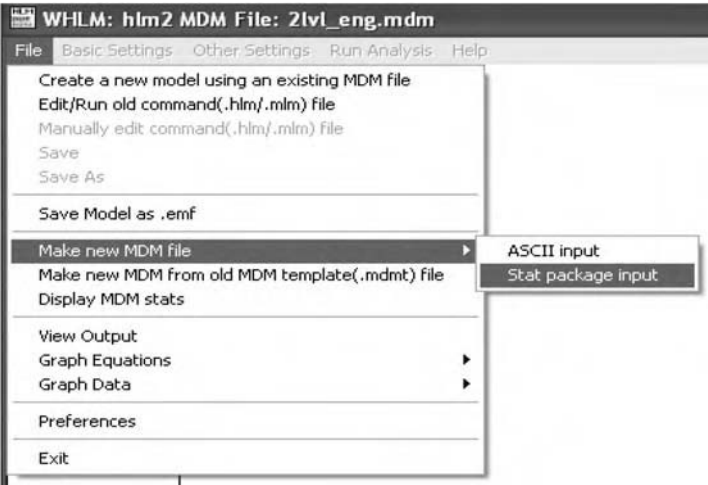 WHLM: hlm2 MDM File: 2lvl_eng.mdm
File Basic Settings Other Settings Run Analysis Help
Create a new model using an existing MDM file
Edit/Run old command(.hlm/.mlm) file
Manually edit command(.hlm/.mlm) file
Save
Save As
Save Model as .emf
Make new MDM file
ASCII input
Stat package input
Make new MDM from old MDM template(.mdmt) file
Display MDM stats
View Output
Graph Equations
Graph Data
Preferences
Exit